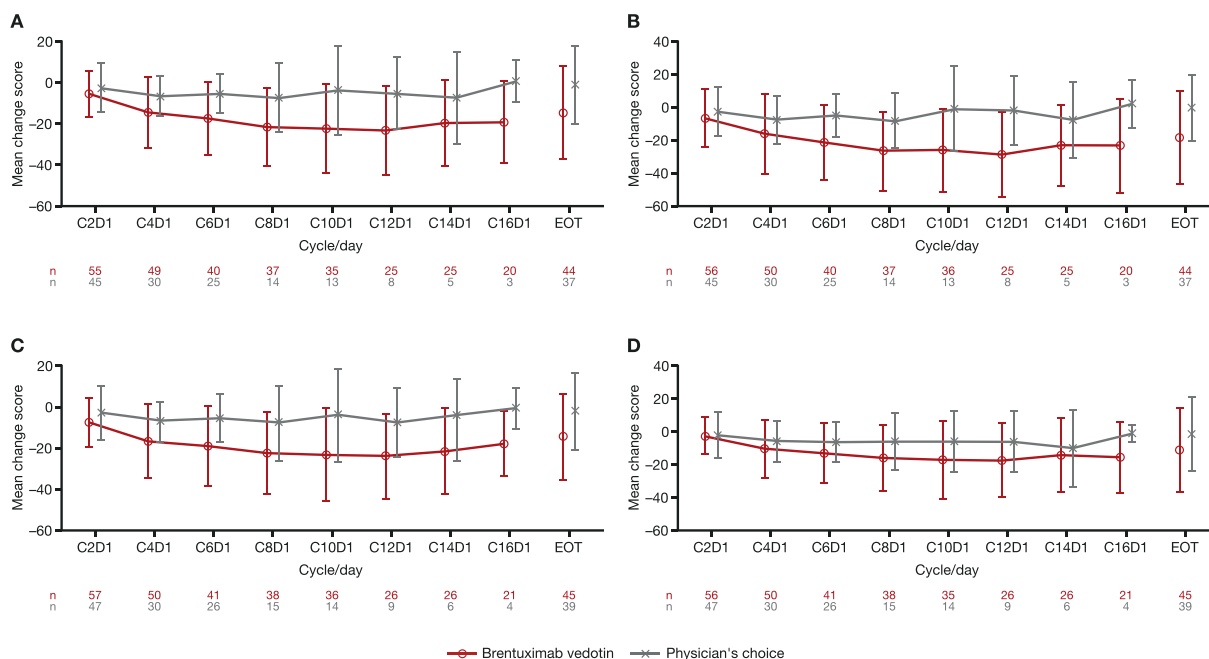 A
Mean change score
20
0
–20
–40
–60
C2D1 C4D1 C6D1 C8D1 C10D1 C12D1 C14D1 C16D1 EOT
Cycle/day
n 55 49 40 37 35 25 25 20 44
n 45 30 25 14 13 8 5 3 37
B
Mean change score
40
20
0
–20
–40
–60
C2D1 C4D1 C6D1 C8D1 C10D1 C12D1 C14D1 C16D1 EOT
Cycle/day
n 56 50 40 37 36 25 25 20 44
n 45 30 25 14 13 8 5 3 37
C
Mean change score
20
0
–20
–40
–60
C2D1 C4D1 C6D1 C8D1 C10D1 C12D1 C14D1 C16D1 EOT
Cycle/day
n 57 50 41 38 36 26 26 21 45
n 47 30 26 15 14 9 6 4 39
D
Mean change score
40
20
0
–20
–40
–60
C2D1 C4D1 C6D1 C8D1 C10D1 C12D1 C14D1 C16D1 EOT
Cycle/day
n 56 50 41 38 35 26 26 21 45
n 47 30 26 15 14 9 6 4 39
Brentuximab vedotin Physician's choice